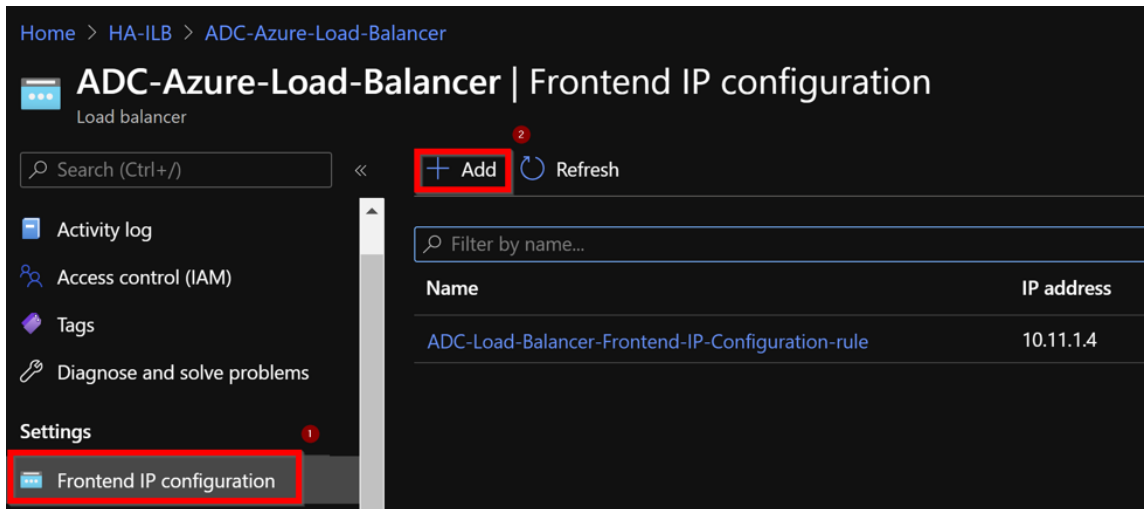 Home > HA-ILB > ADC-Azure-Load-Balancer
ADC-Azure-Load-Balancer | Frontend IP configuration
Load balancer
2
Search (Ctrl+/) «
Add Refresh
Activity log
Filter by name...
Access control (IAM)
Name IP address
Tags
ADC-Load-Balancer-Frontend-IP-Configuration-rule 10.11.1.4
Diagnose and solve problems
Settings 1
Frontend IP configuration